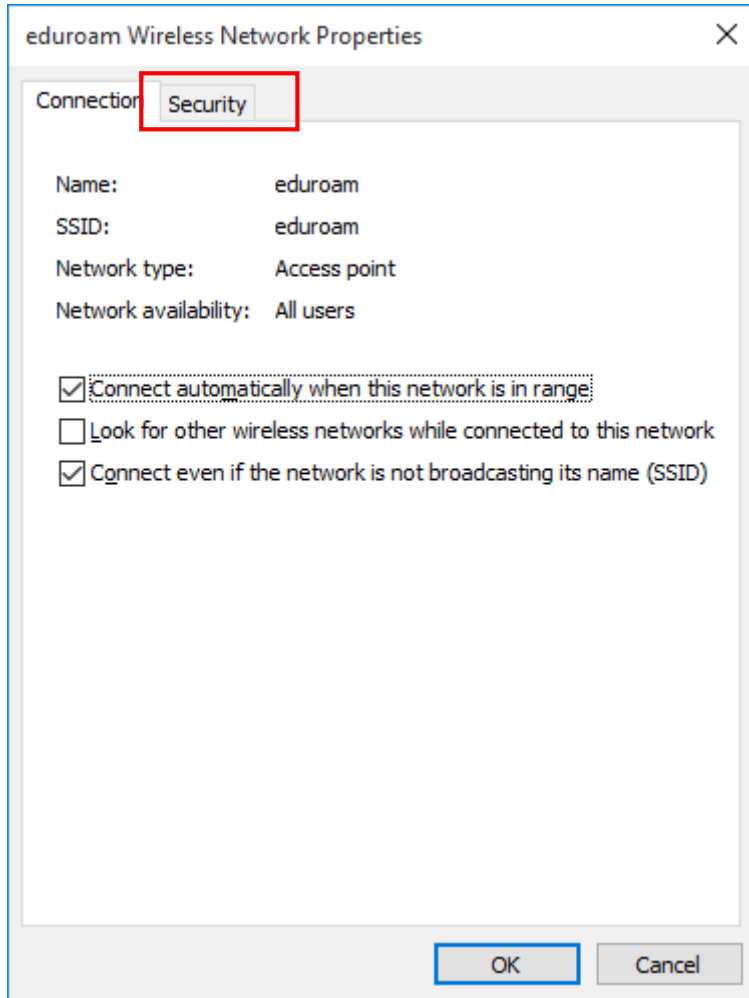 eduroam Wireless Network Properties
Connection Security
Name: eduroam
SSID: eduroam
Network type: Access point
Network availability: All users
Connect automatically when this network is in range
Look for other wireless networks while connected to this network
Connect even if the network is not broadcasting its name (SSID)
OK Cancel